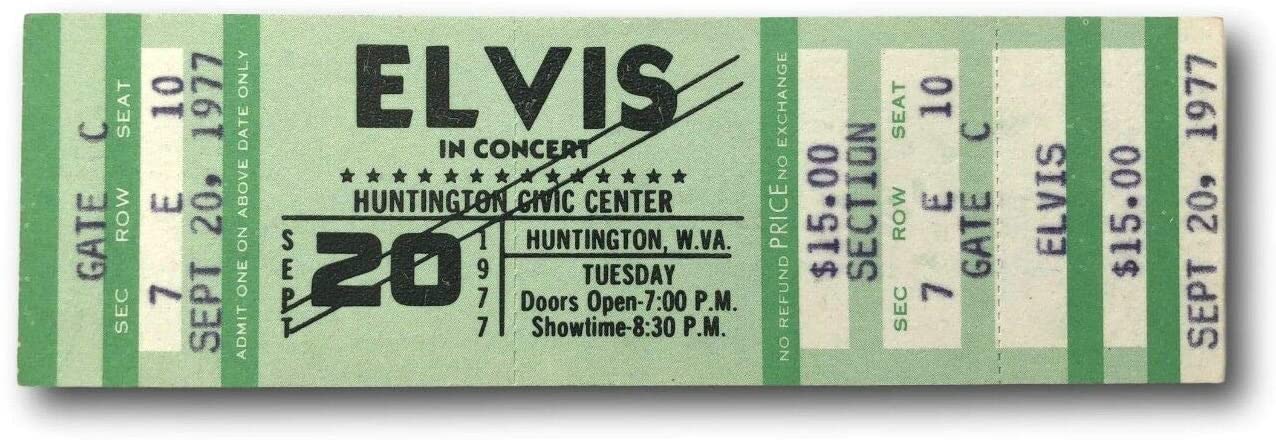 GATE C
SEC ROW SEAT
7 E 10
SEPT 20, 1977
ADMIT ONE ON ABOVE DATE ONLY
ELVIS
IN CONCERT
★★★★★★★★★★★★★★
HUNTINGTON CIVIC CENTER
SEPT 20 1977
HUNTINGTON, W.VA.
TUESDAY
Doors Open-7:00 P.M.
Showtime-8:30 P.M.
NO REFUND PRICE NO EXCHANGE
$15.00
SECTION
SEC ROW SEAT
7 E 10
GATE C
ELVIS
$15.00
SEPT 20, 1977